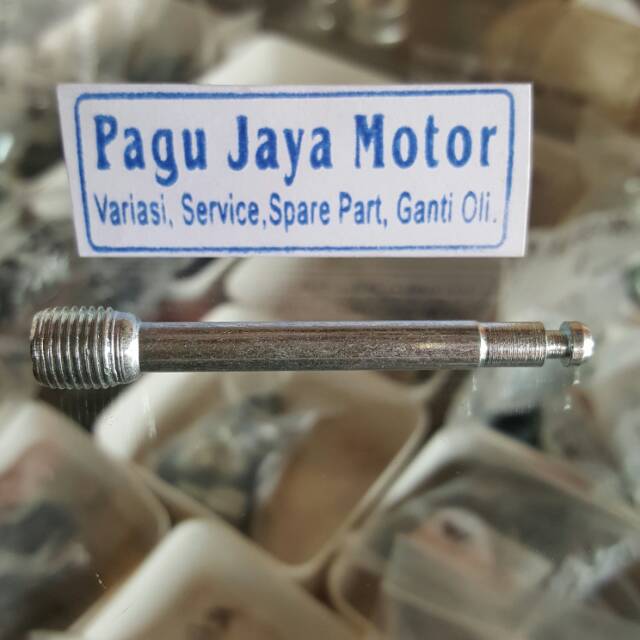 Pagu Jaya Motor
Variasi, Service,Spare Part, Ganti Oli.